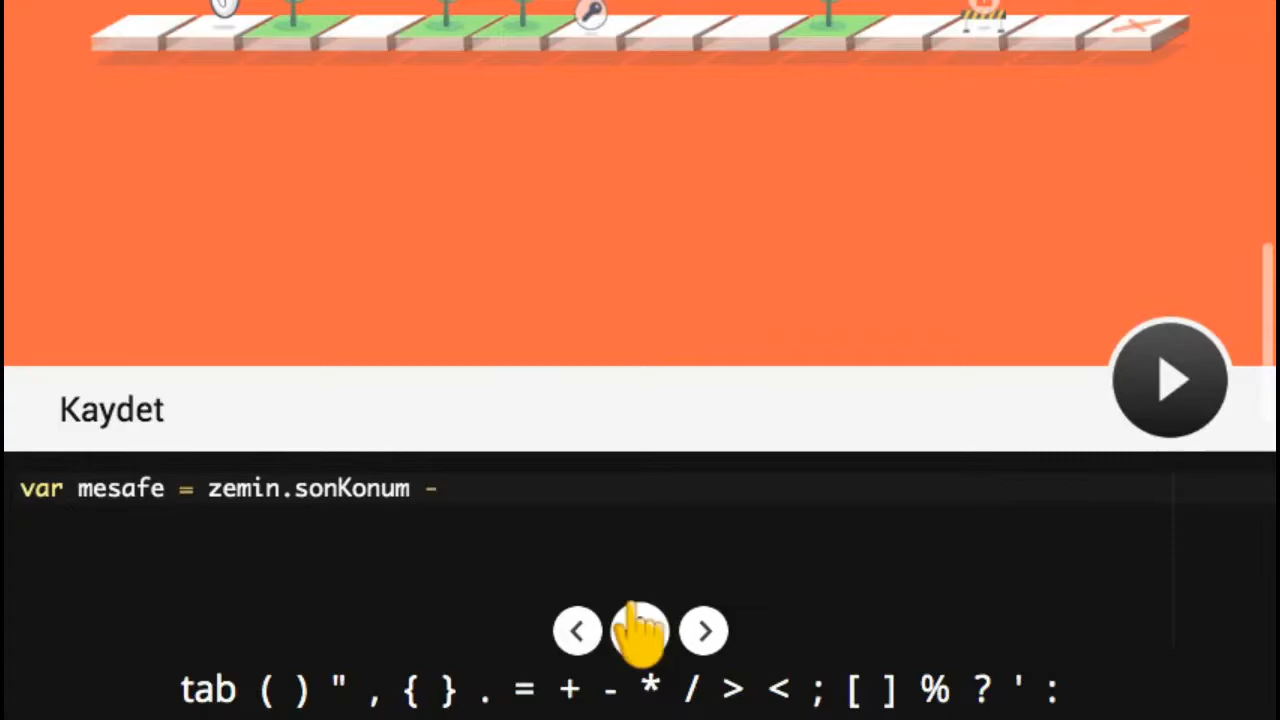 Kaydet
var mesafe = zemin.sonKonum -
tab ( ) " , { } . = + - * / > < ; [ ] % ? ' :